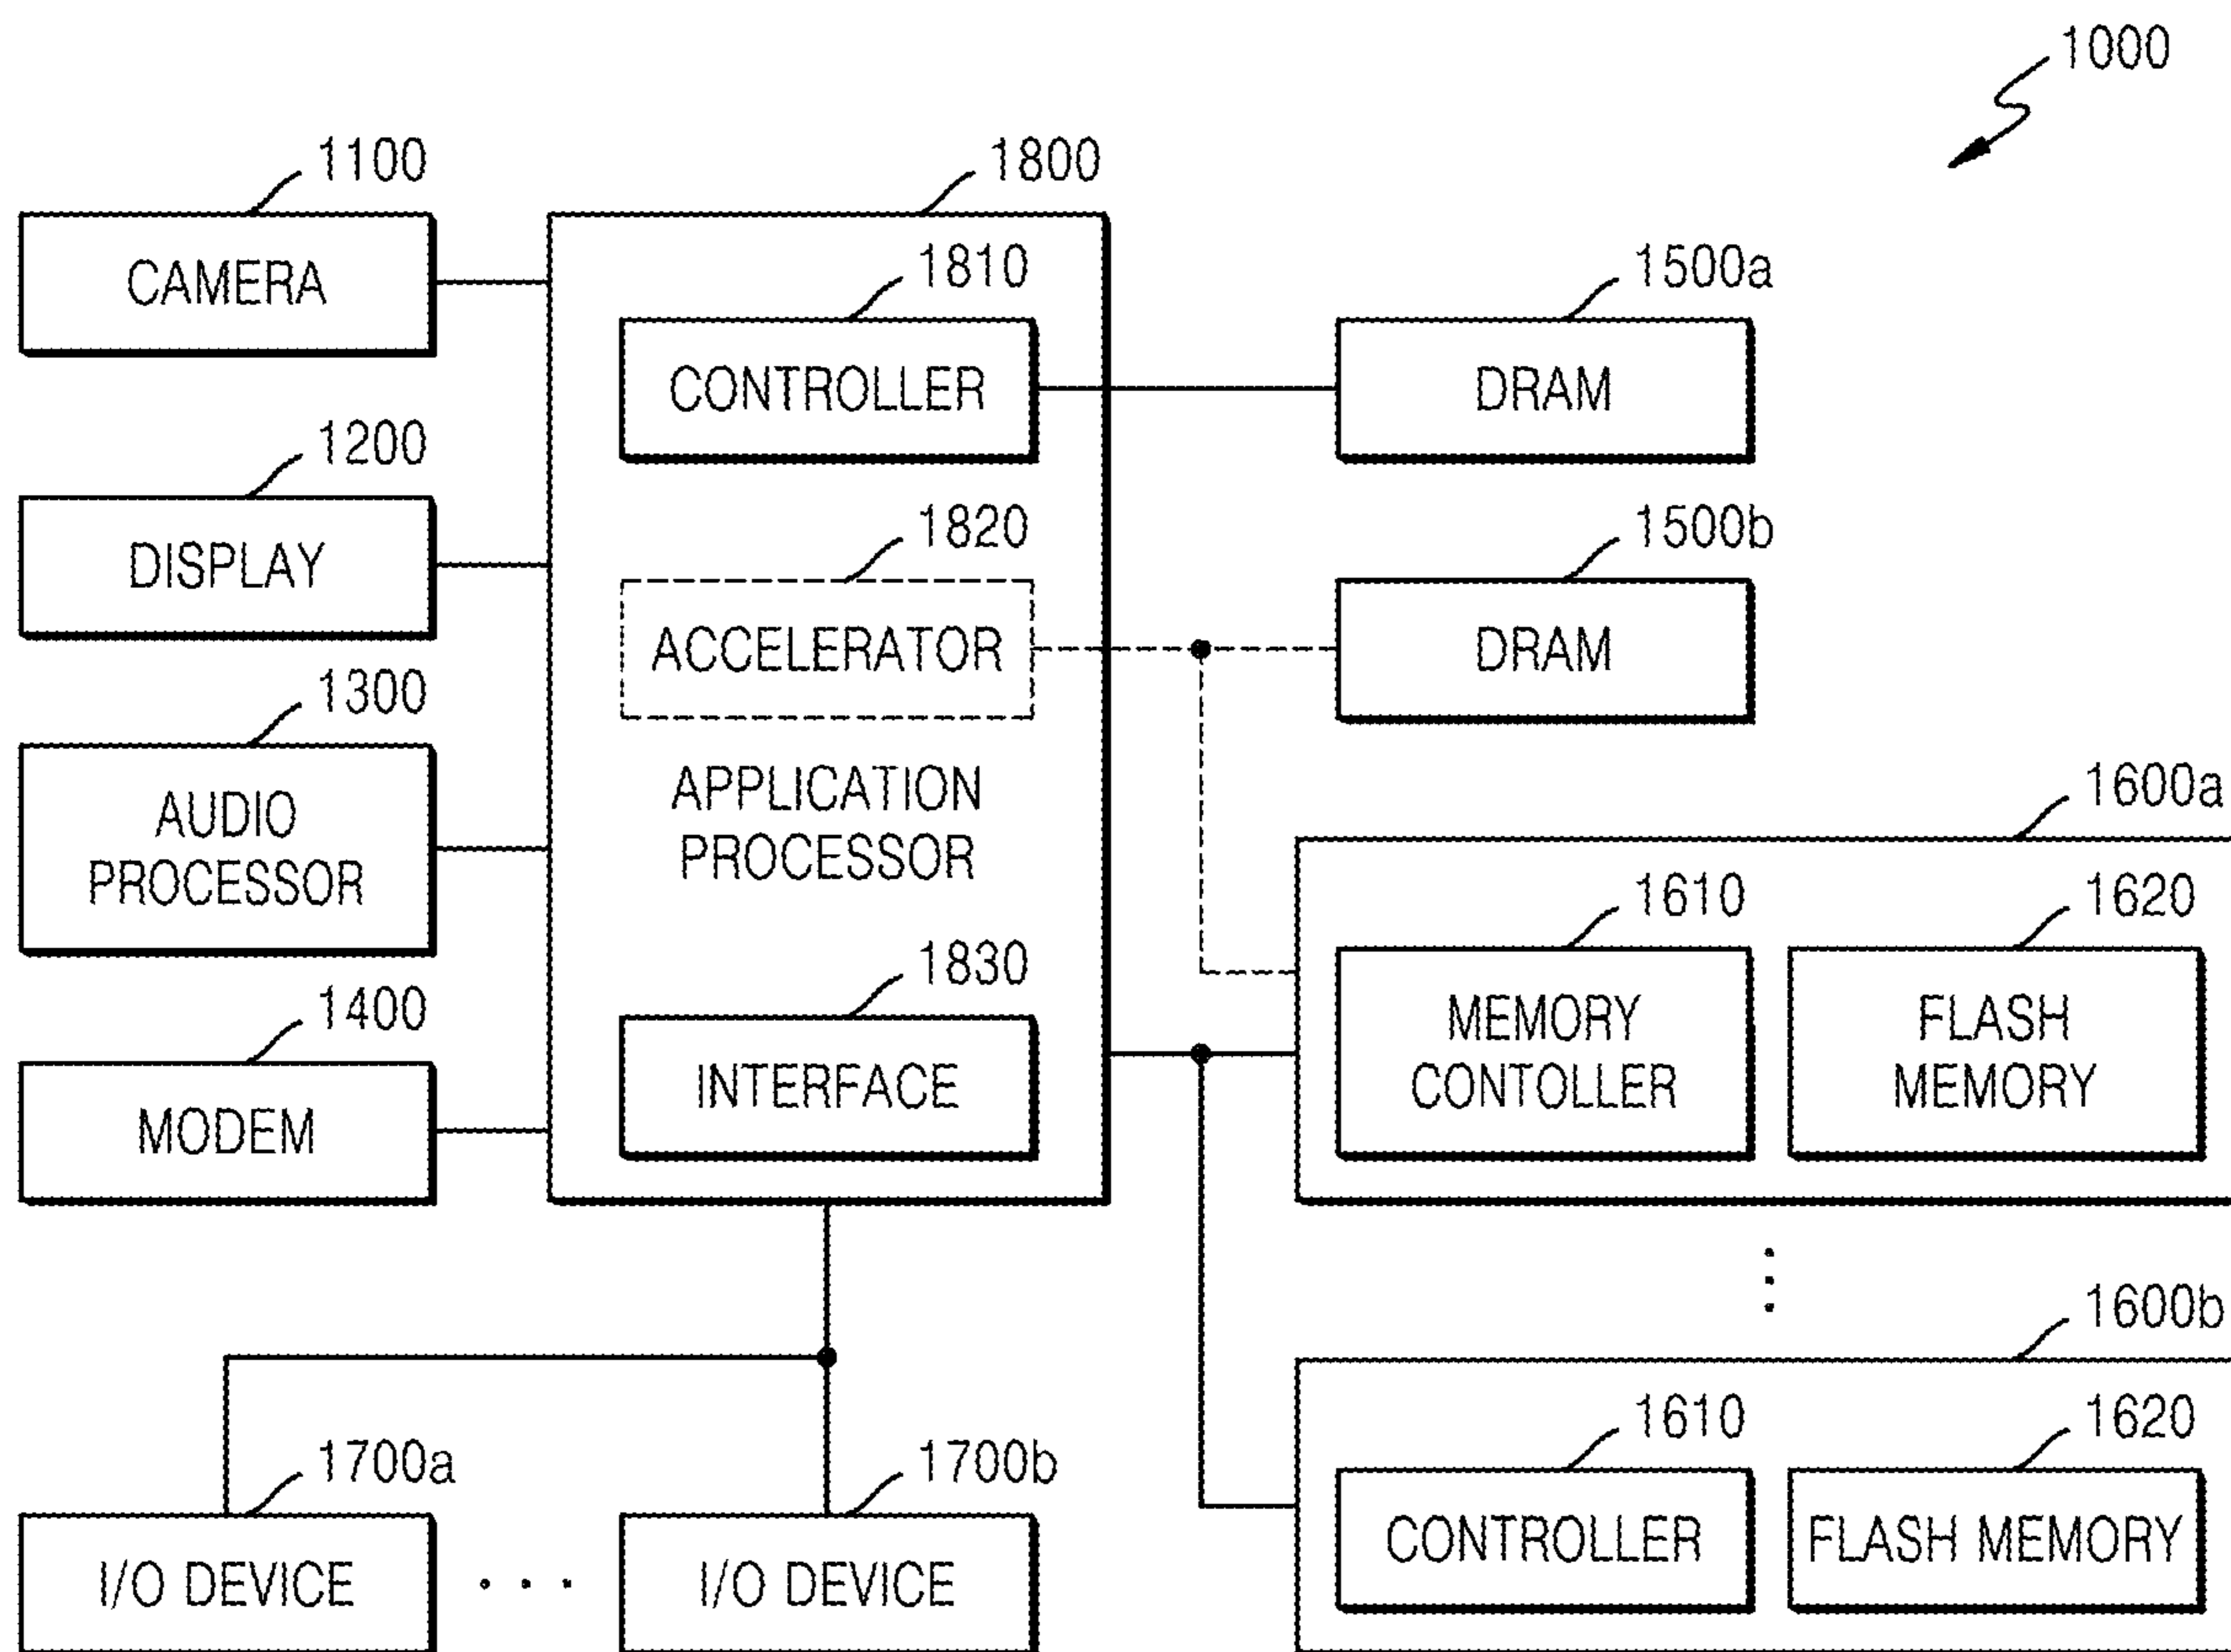 1000
1100
CAMERA
1200
DISPLAY
1300
AUDIO
PROCESSOR
1400
MODEM
1800
1810
CONTROLLER
1820
ACCELERATOR
APPLICATION
PROCESSOR
1830
INTERFACE
1500a
DRAM
1500b
DRAM
1600a
1610
MEMORY
CONTOLLER
1620
FLASH
MEMORY
1600b
1610
CONTROLLER
1620
FLASH MEMORY
1700a
I/O DEVICE
1700b
I/O DEVICE